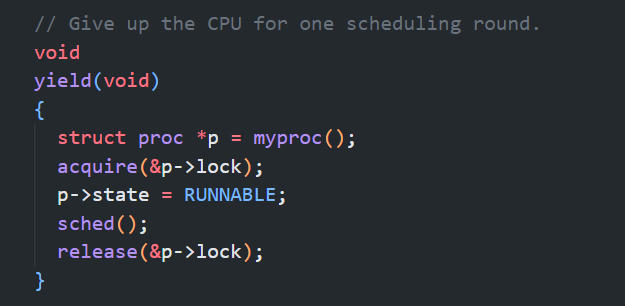 // Give up the CPU for one scheduling round.
void
yield(void)
{
  struct proc *p = myproc();
  acquire(&p->lock);
  p->state = RUNNABLE;
  sched();
  release(&p->lock);
}